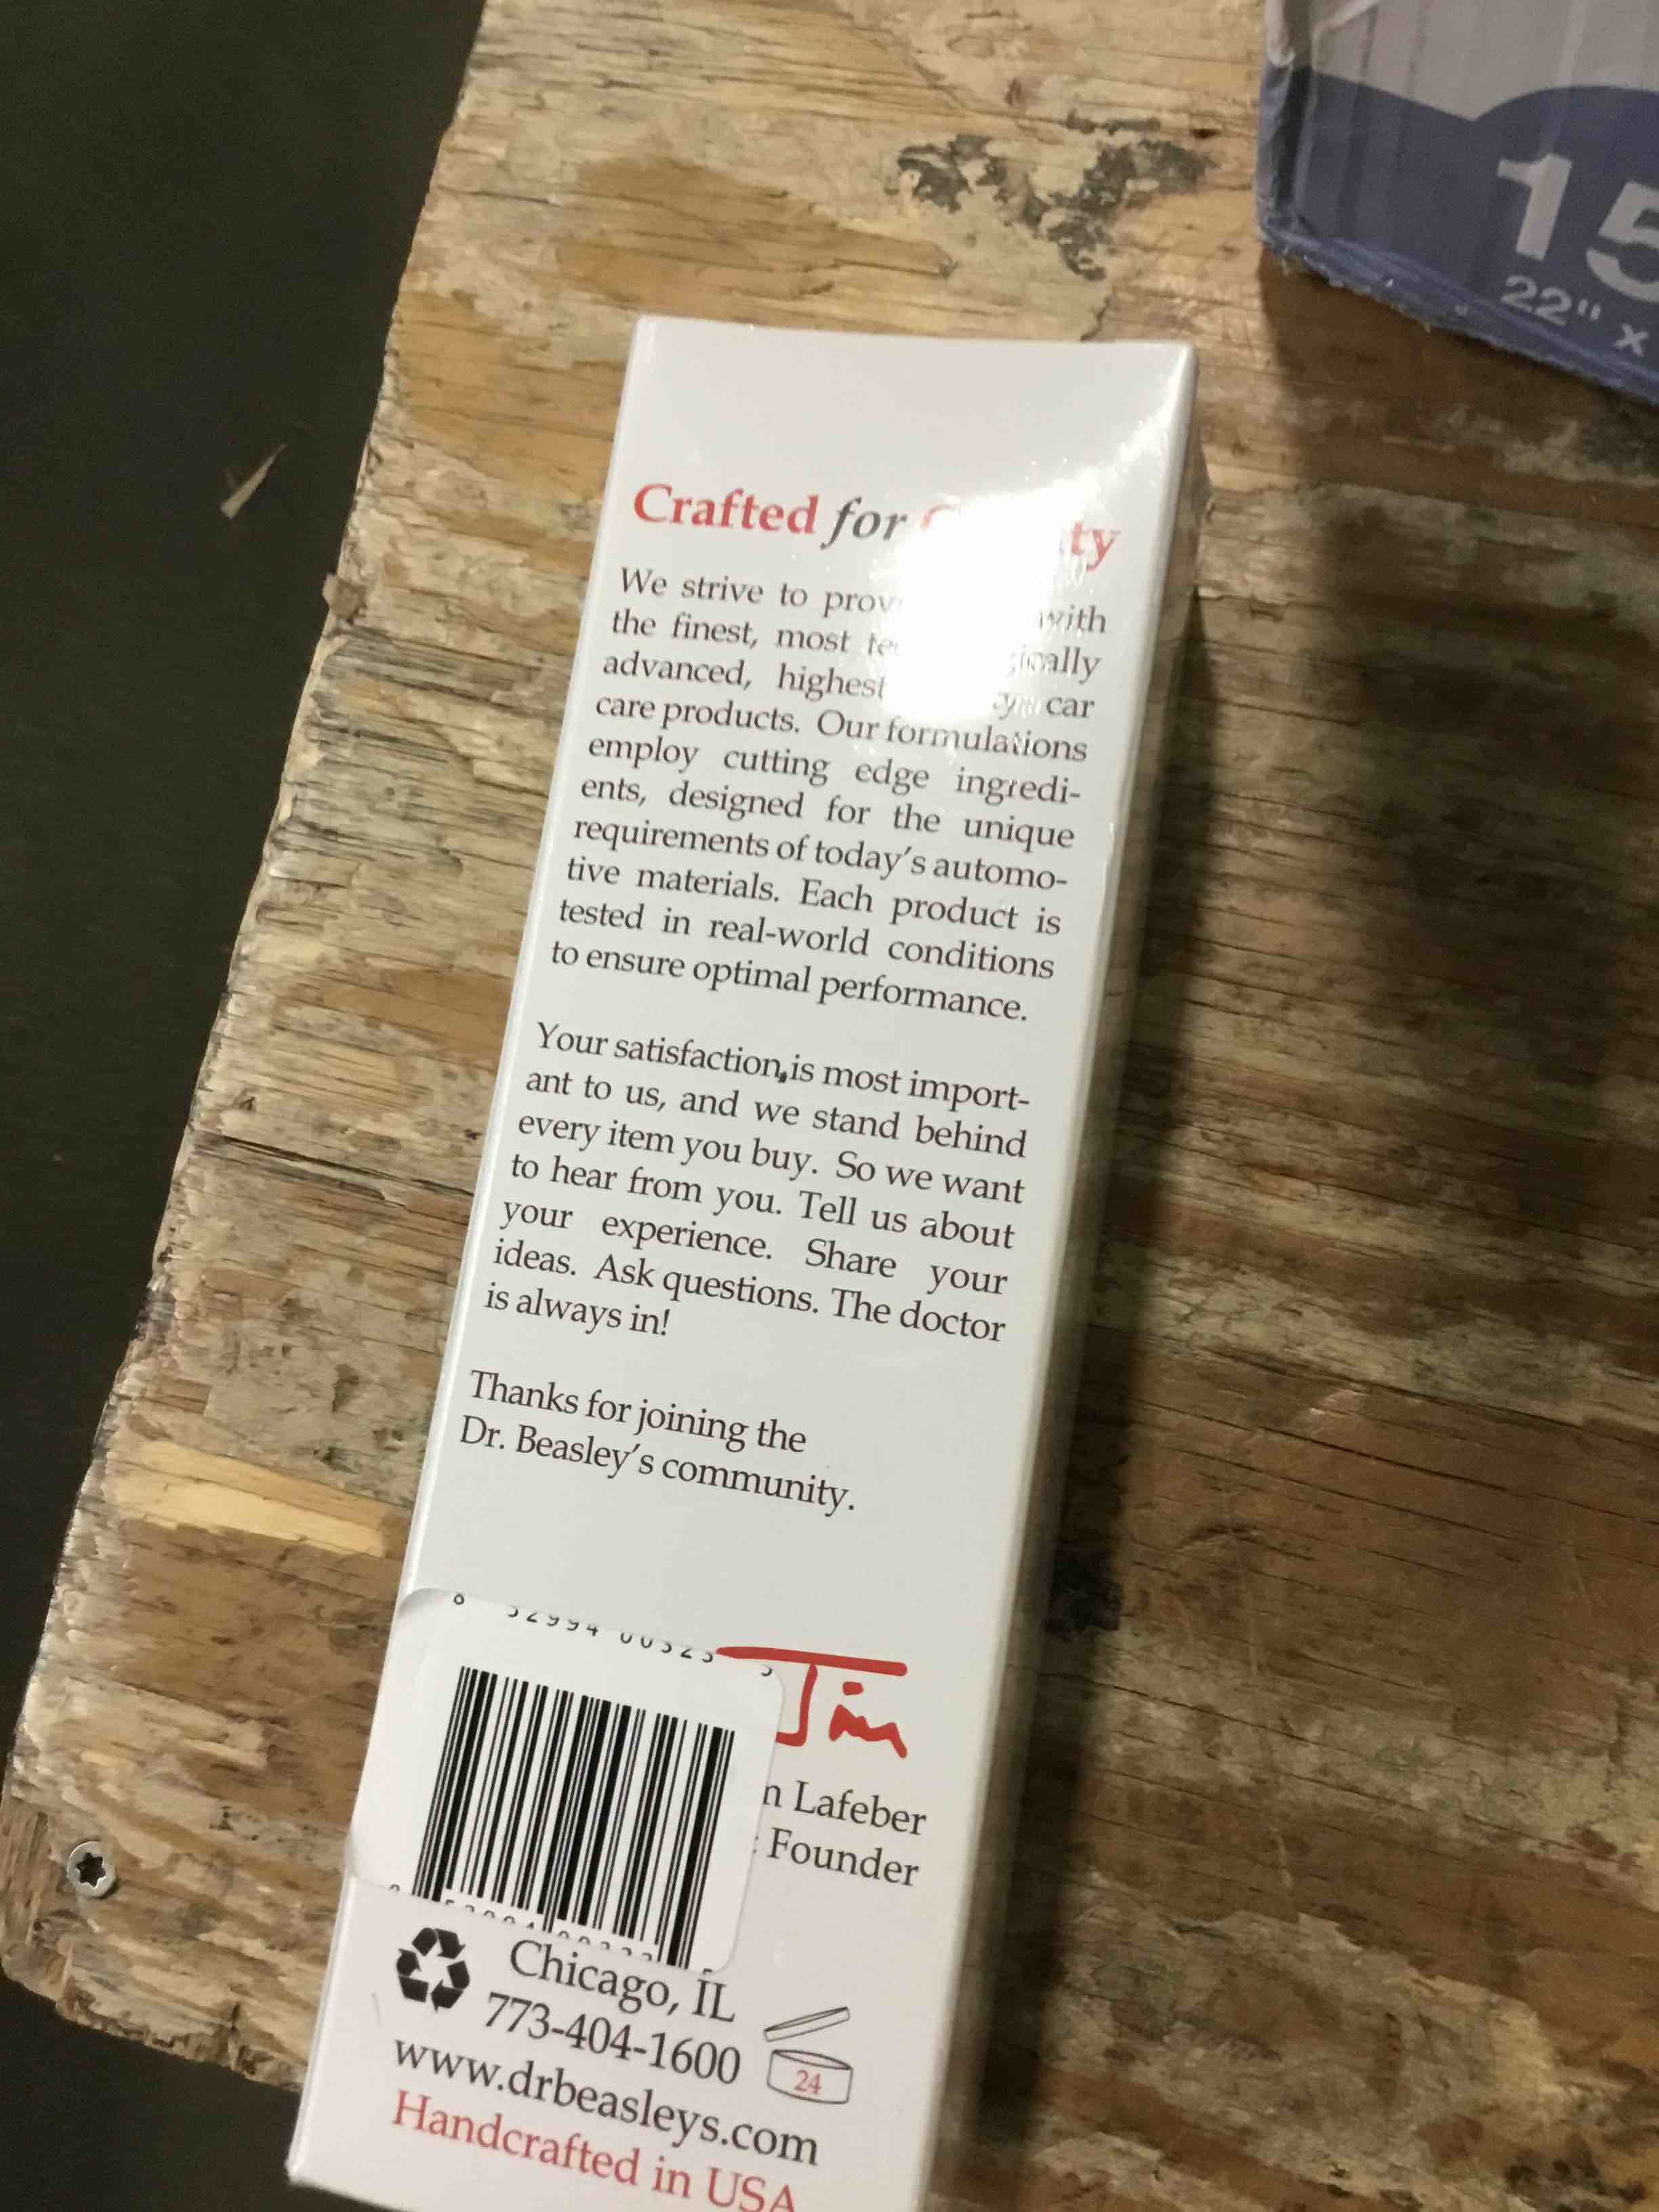 15
22" x
Crafted for
We strive to with
the finest, most
advanced, highest car
care products. Our formulations
employ cutting edge ingredi-
ents, designed for the unique
requirements of today's automo-
tive materials. Each product is
tested in real-world conditions
to ensure optimal performance.
Your satisfaction is most import-
ant to us, and we stand behind
every item you buy. So we want
to hear from you. Tell us about
your experience. Share your
ideas. Ask questions. The doctor
is always in!
Thanks for joining the
Dr. Beasley's community.
Jim
Lafeber
Founder
Chicago, IL
773-404-1600
24
www.drbeasleys.com
Handcrafted in USA